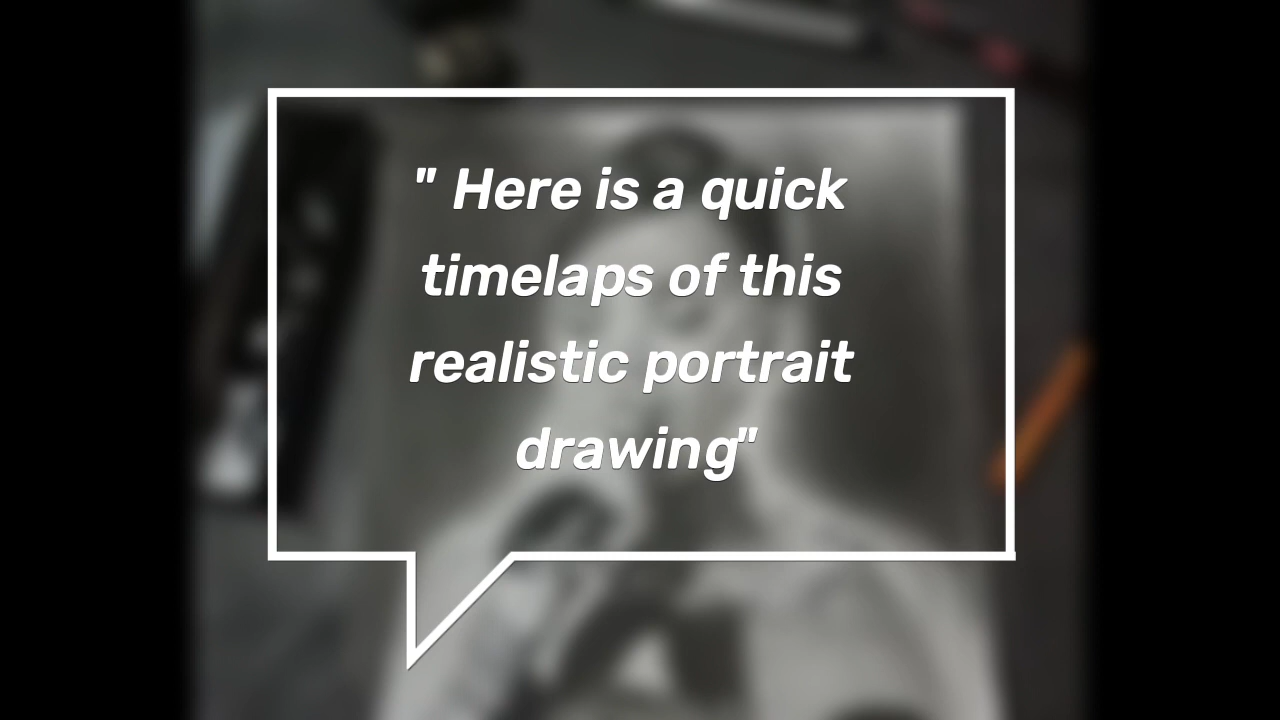 " Here is a quick
timelaps of this
realistic portrait
drawing"